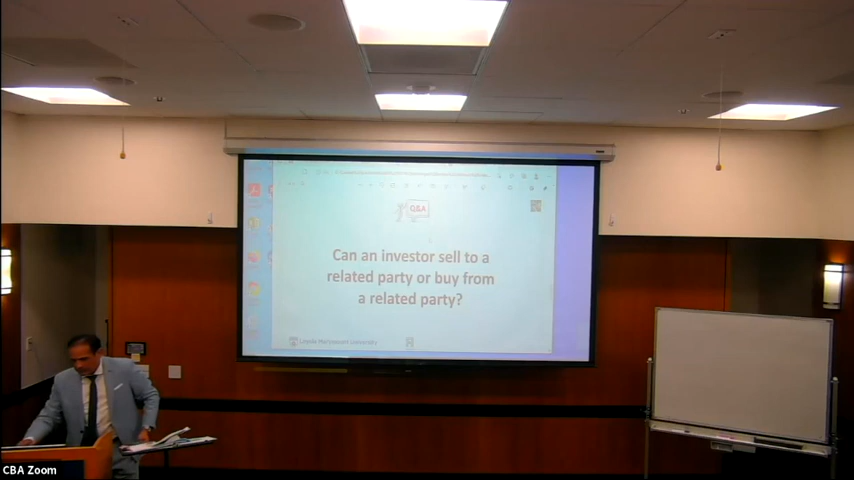 Q&A
Can an investor sell to a
related party or buy from
a related party?
Loyola Marymount University
CBA Zoom